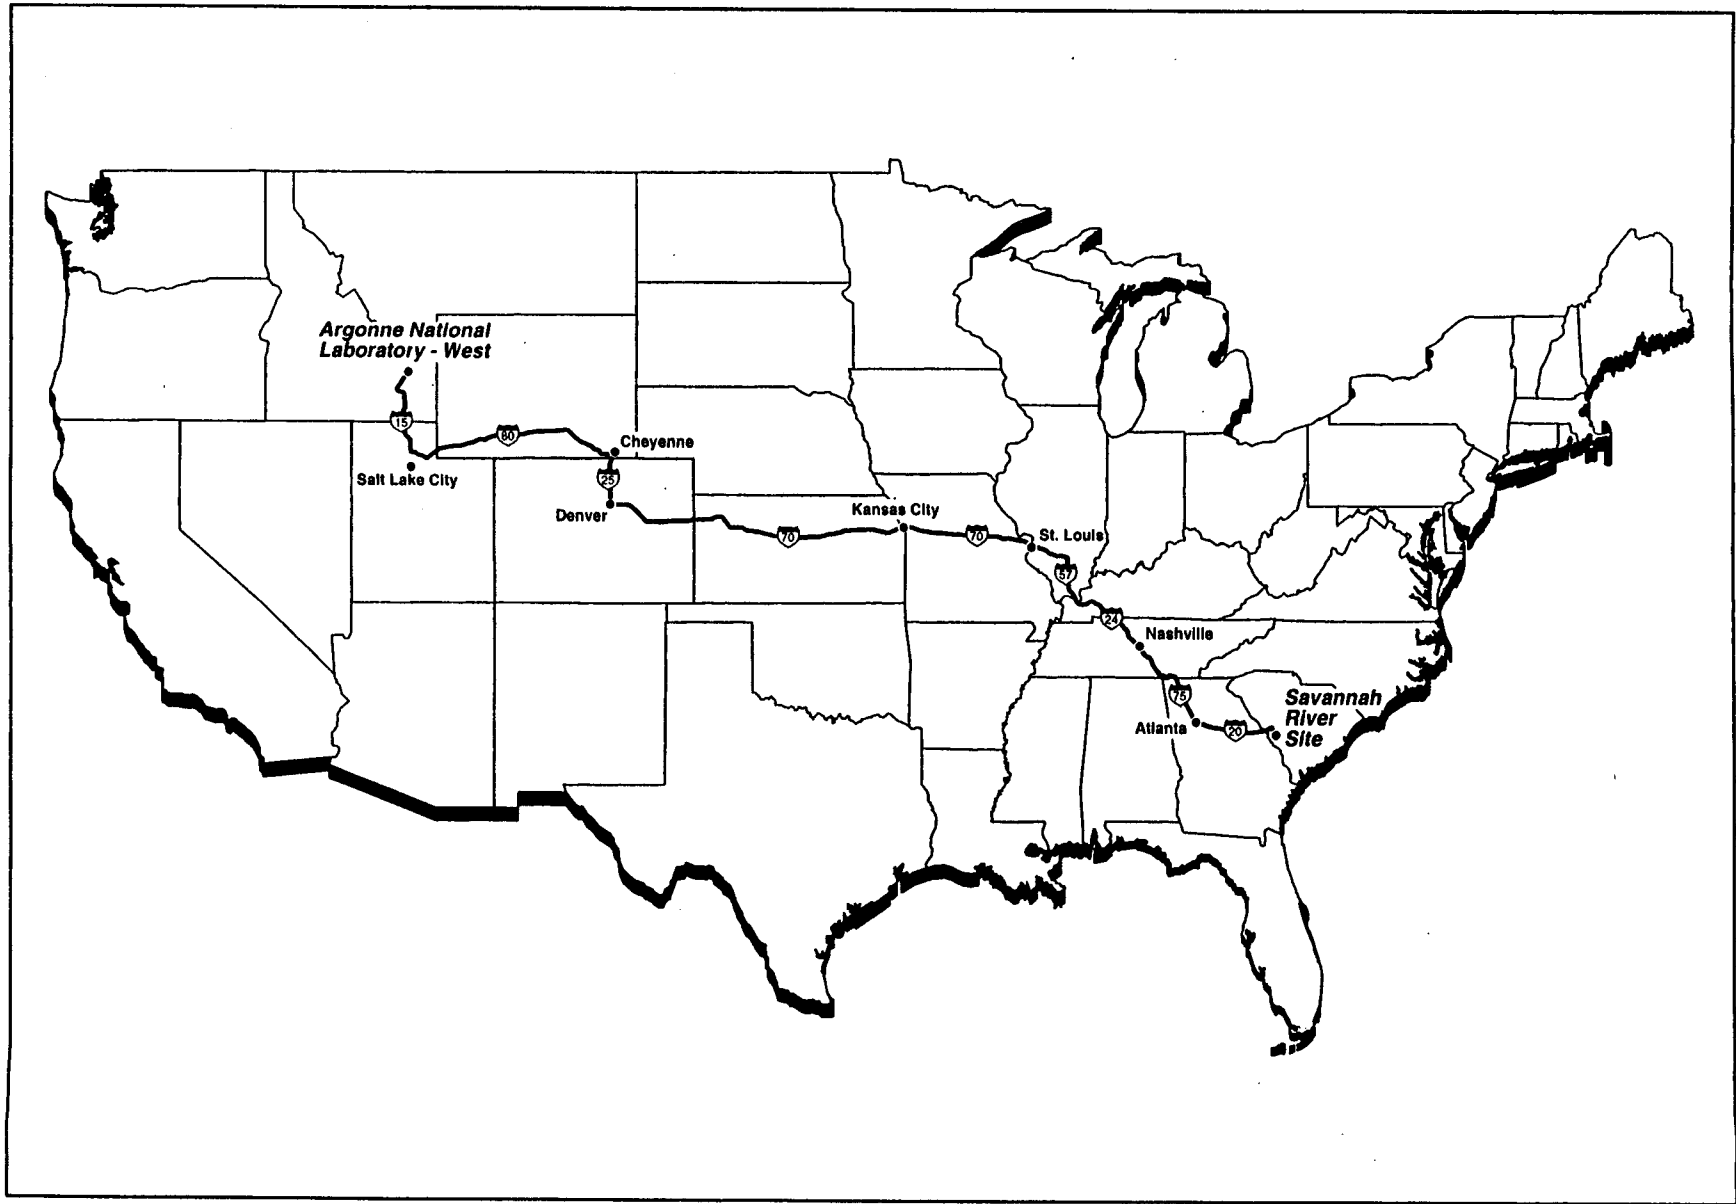 Argonne National
Laboratory - West
15
80
Cheyenne
Salt Lake City
25
Denver
Kansas City
70
70
St. Louis
57
24
Nashville
75
Savannah
River
Site
Atlanta
20